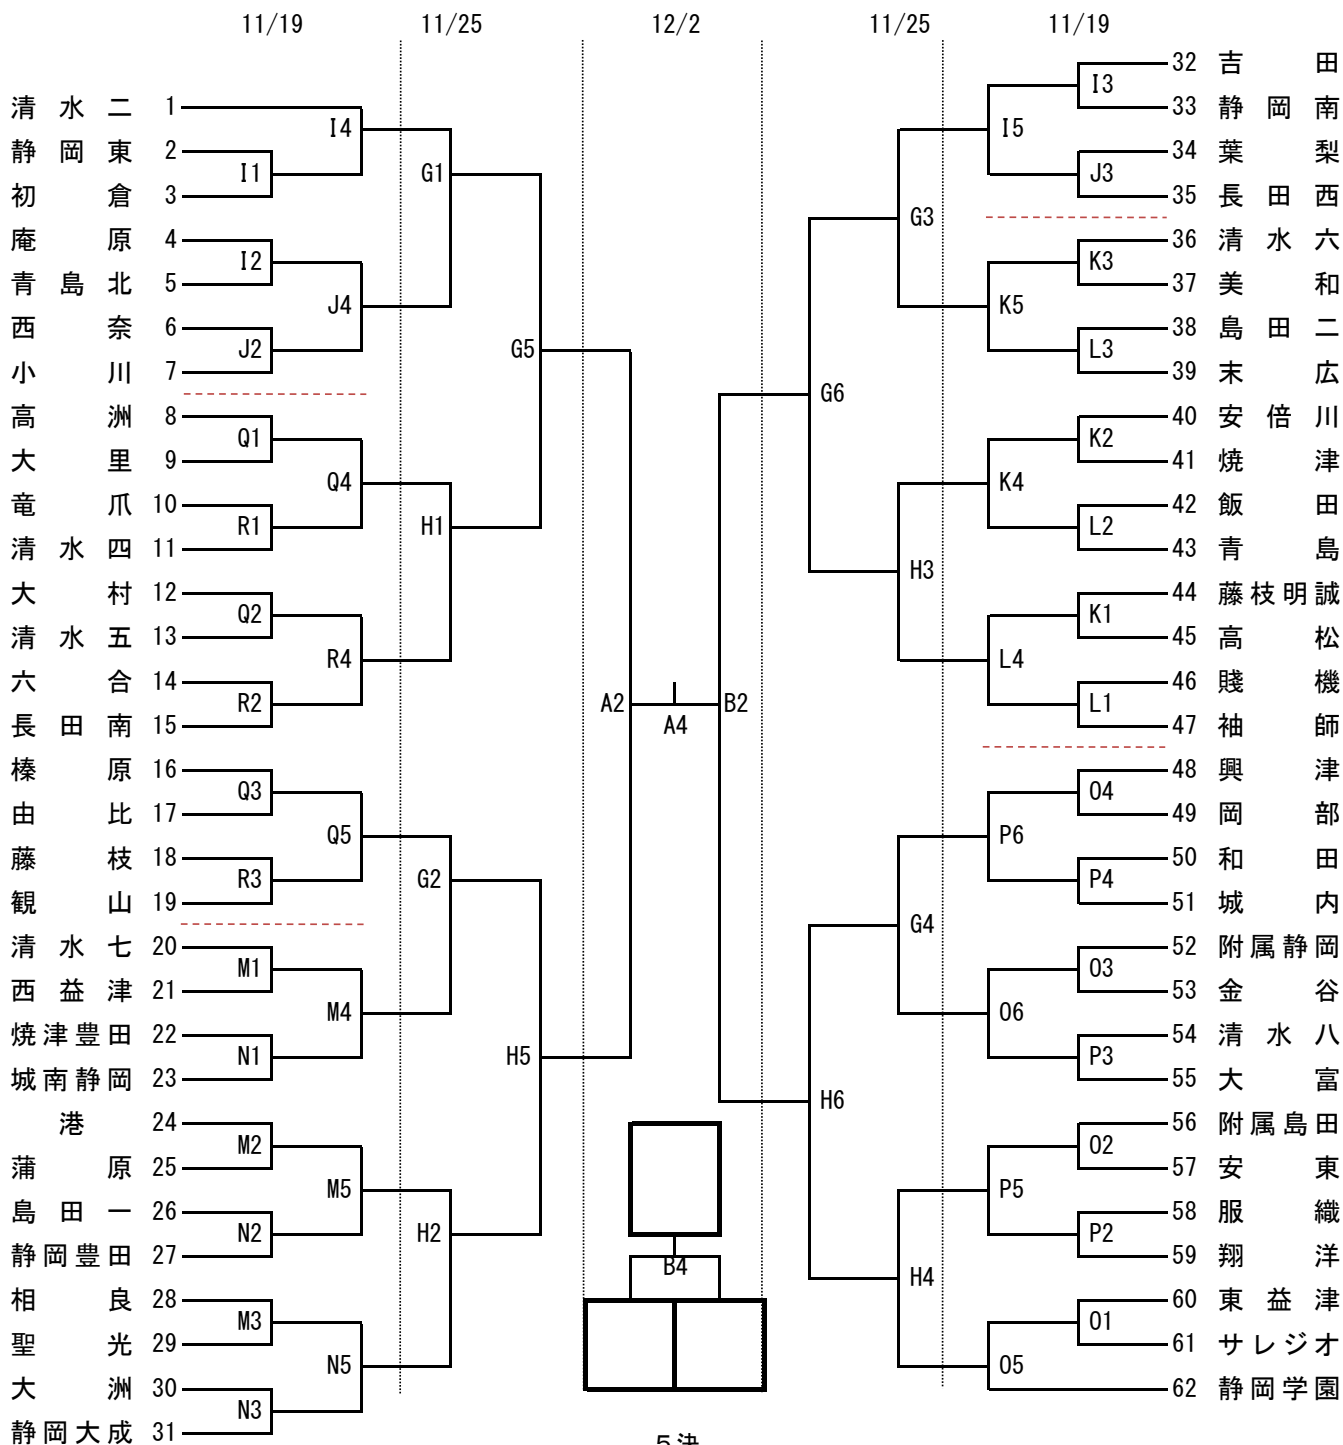 11/19 11/25 12/2 11/25 11/19
32 吉田
I3
清水二 1
33 静岡南
I4 I5
静岡東 2
34 葉梨
I1 G1 J3
初倉 3
35 長田西
G3
庵原 4
36 清水六
I2 K3
青島北 5
37 美和
J4 K5
西奈 6
38 島田二
J2 G5 L3
小川 7
39 末広
G6
高洲 8
40 安倍川
Q1 K2
大里 9
41 焼津
Q4 K4
竜爪 10
42 飯田
R1 H1 L2
清水四 11
43 青島
H3
大村 12
44 藤枝明誠
Q2 K1
清水五 13
45 高松
R4 L4
六合 14
46 賤機
R2 A2 B2 L1
長田南 15
A4
47 袖師
榛原 16
48 興津
Q3 O4
由比 17
49 岡部
Q5 P6
藤枝 18
50 和田
R3 G2 P4
観山 19
51 城内
G4
清水七 20
52 附属静岡
M1 O3
西益津 21
53 金谷
M4 O6
焼津豊田 22
54 清水八
N1 H5 P3
城南静岡 23
55 大富
H6
港 24
56 附属島田
M2 O2
蒲原 25
57 安東
M5 P5
島田一 26
58 服織
N2 H2 P2
静岡豊田 27
59 翔洋
B4 H4
相良 28
60 東益津
M3 O1
聖光 29
61 サレジオ
N5 O5
大洲 30
62 静岡学園
N3
静岡大成 31
5決